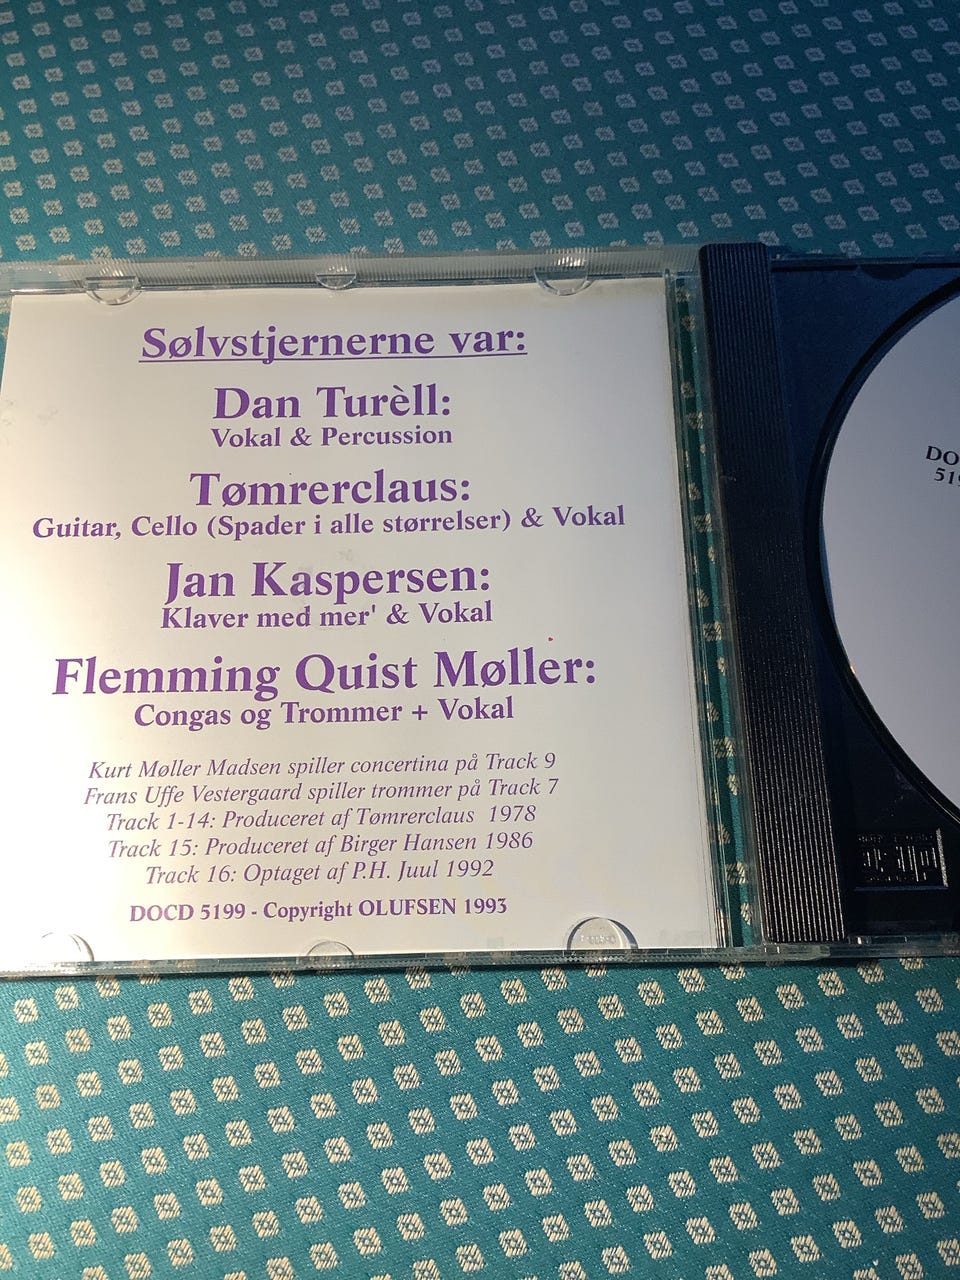 Sølvstjernerne var:
Dan Turèll:
Vokal & Percussion
Tømrerclaus:
Guitar, Cello (Spader i alle størrelser) & Vokal
Jan Kaspersen:
Klaver med mer' & Vokal
Flemming Quist Møller:
Congas og Trommer + Vokal
Kurt Møller Madsen spiller concertina på Track 9
Frans Uffe Vestergaard spiller trommer på Track 7
Track 1-14: Produceret af Tømrerclaus 1978
Track 15: Produceret af Birger Hansen 1986
Track 16: Optaget af P.H. Juul 1992
DOCD 5199 - Copyright OLUFSEN 1993
DO
519